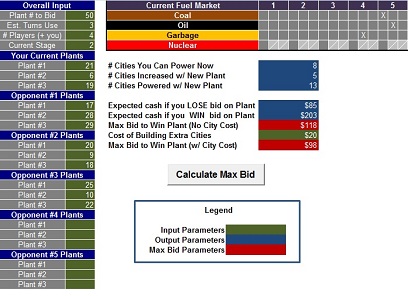 Overall Input
Plant # to Bid 50
Est. Turns Use 3
# Players (+ you) 4
Current Stage 2
Your Current Plants
Plant #1 21
Plant #2 6
Plant #3 19
Opponent #1 Plants
Plant #1 17
Plant #2 28
Plant #3 29
Opponent #2 Plants
Plant #1 20
Plant #2 9
Plant #3 18
Opponent #3 Plants
Plant #1 25
Plant #2 10
Plant #3 22
Opponent #4 Plants
Plant #1
Plant #2
Plant #3
Opponent #5 Plants
Plant #1
Plant #2
Plant #3
Current Fuel Market 1 2 3 4 5
Coal X
Oil X
Garbage X
Nuclear
# Cities You Can Power Now 8
# Cities Increased w/ New Plant 5
# Cities Powered w/ New Plant 13
Expected cash if you LOSE bid on Plant $85
Expected cash if you WIN bid on Plant $203
Max Bid to Win Plant (No City Cost) $118
Cost of Building Extra Cities $20
Max Bid to Win Plant (w/ City Cost) $98
Calculate Max Bid
Legend
Input Parameters
Output Parameters
Max Bid Parameters